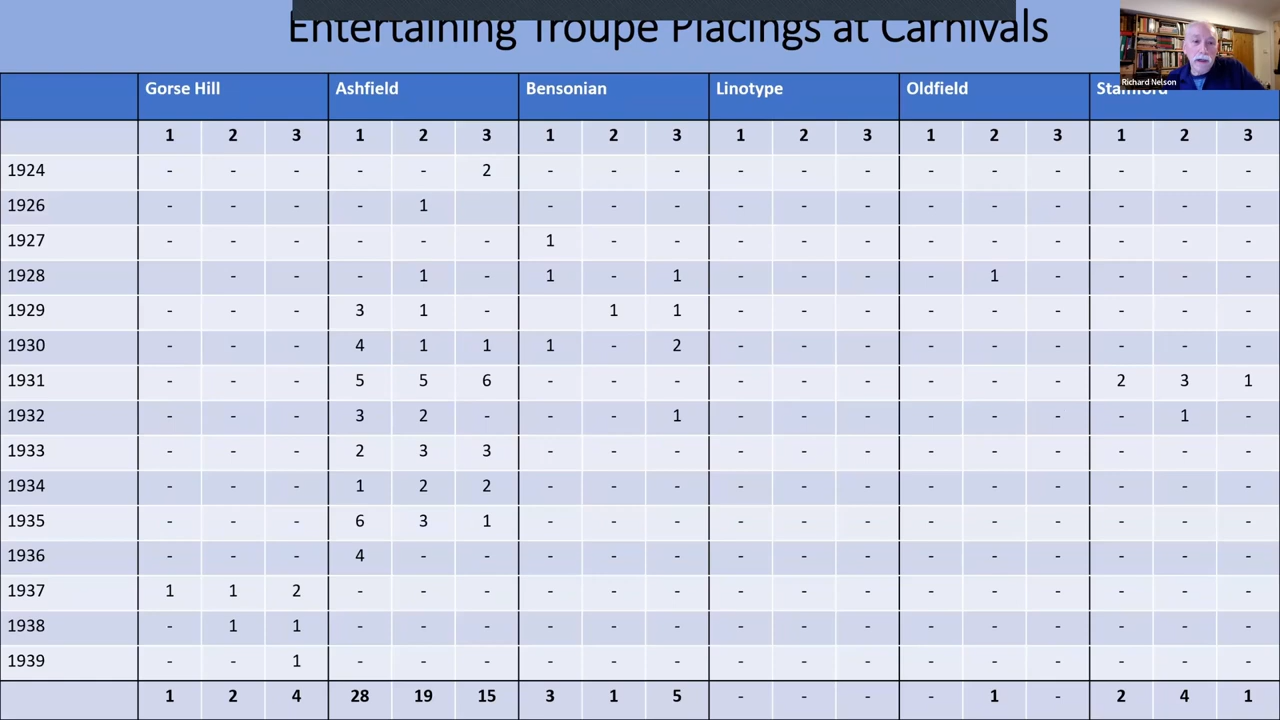 Entertaining Troupe Placings at Carnivals
Richard Nelson
Gorse Hill Ashfield Bensonian Linotype Oldfield Stamford
1 2 3 1 2 3 1 2 3 1 2 3 1 2 3 1 2 3
1924 - - - - - 2 - - - - - - - - - - - -
1926 - - - - 1 - - - - - - - - - - -
1927 - - - - - - 1 - - - - - - - - - - -
1928 - - - 1 - 1 - 1 - - - - 1 - - - -
1929 - - - 3 1 - 1 1 - - - - - - - - -
1930 - - - 4 1 1 1 - 2 - - - - - - - - -
1931 - - - 5 5 6 - - - - - - - - - 2 3 1
1932 - - - 3 2 - - - 1 - - - - - - - 1 -
1933 - - - 2 3 3 - - - - - - - - - - - -
1934 - - - 1 2 2 - - - - - - - - - - - -
1935 - - - 6 3 1 - - - - - - - - - - - -
1936 - - - 4 - - - - - - - - - - - - - -
1937 1 1 2 - - - - - - - - - - - - - - -
1938 - 1 1 - - - - - - - - - - - - - - -
1939 - - 1 - - - - - - - - - - - - - - -
1 2 4 28 19 15 3 1 5 - - - - 1 - 2 4 1